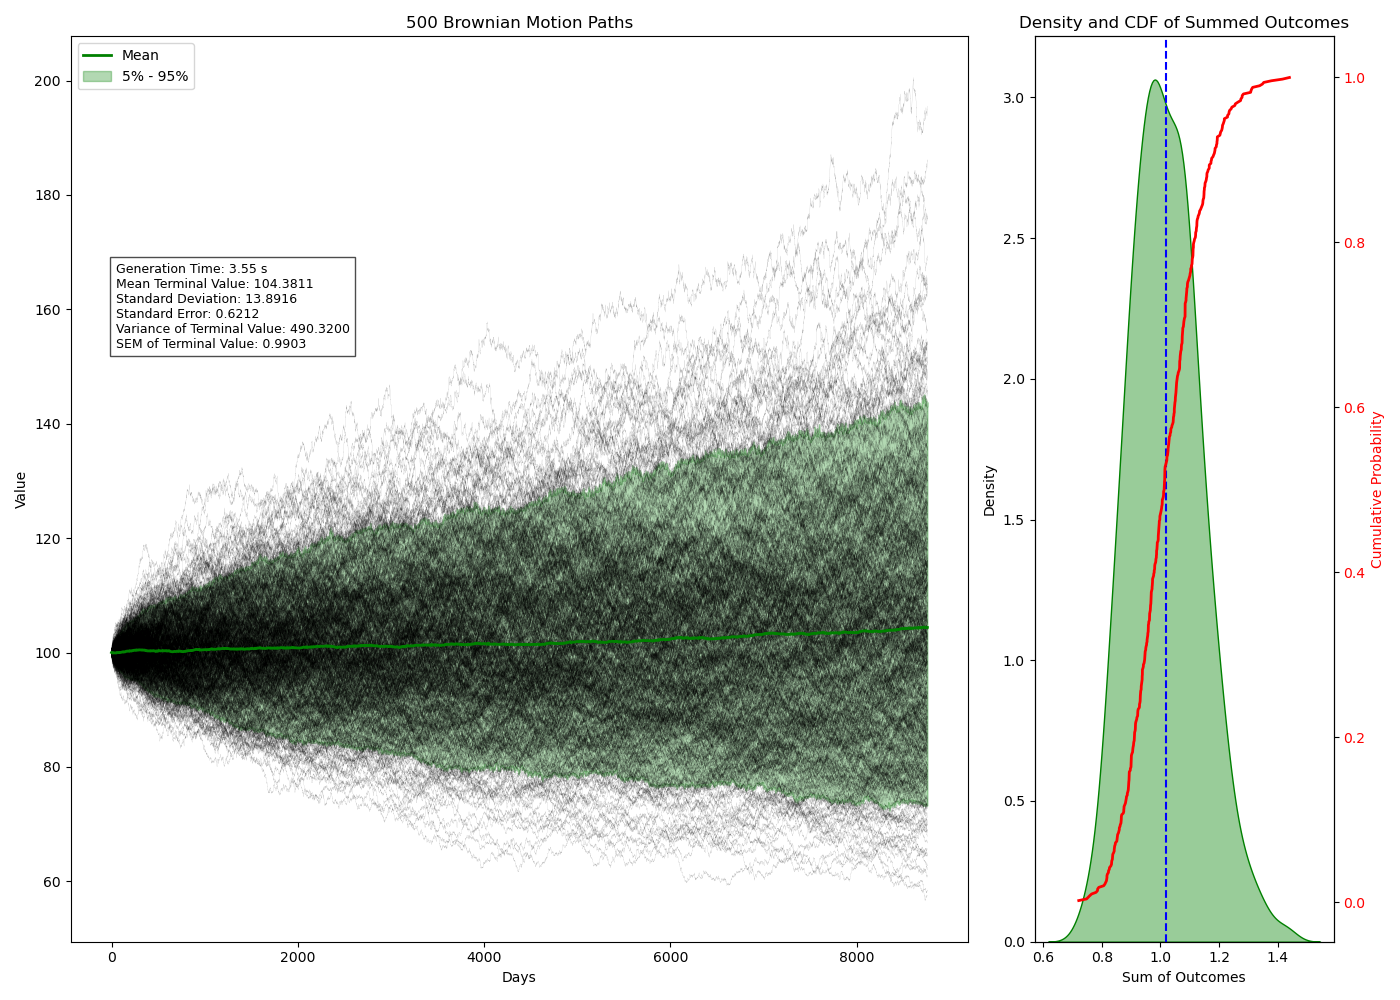 500 Brownian Motion Paths
Mean
5% - 95%
Generation Time: 3.55 s
Mean Terminal Value: 104.3811
Standard Deviation: 13.8916
Standard Error: 0.6212
Variance of Terminal Value: 490.3200
SEM of Terminal Value: 0.9903
Value
200
180
160
140
120
100
80
60
0
2000
4000
6000
8000
Days
Density and CDF of Summed Outcomes
Density
3.0
2.5
2.0
1.5
1.0
0.5
0.0
0.6
0.8
1.0
1.2
1.4
Sum of Outcomes
1.0
0.8
0.6
0.4
0.2
0.0
Cumulative Probability